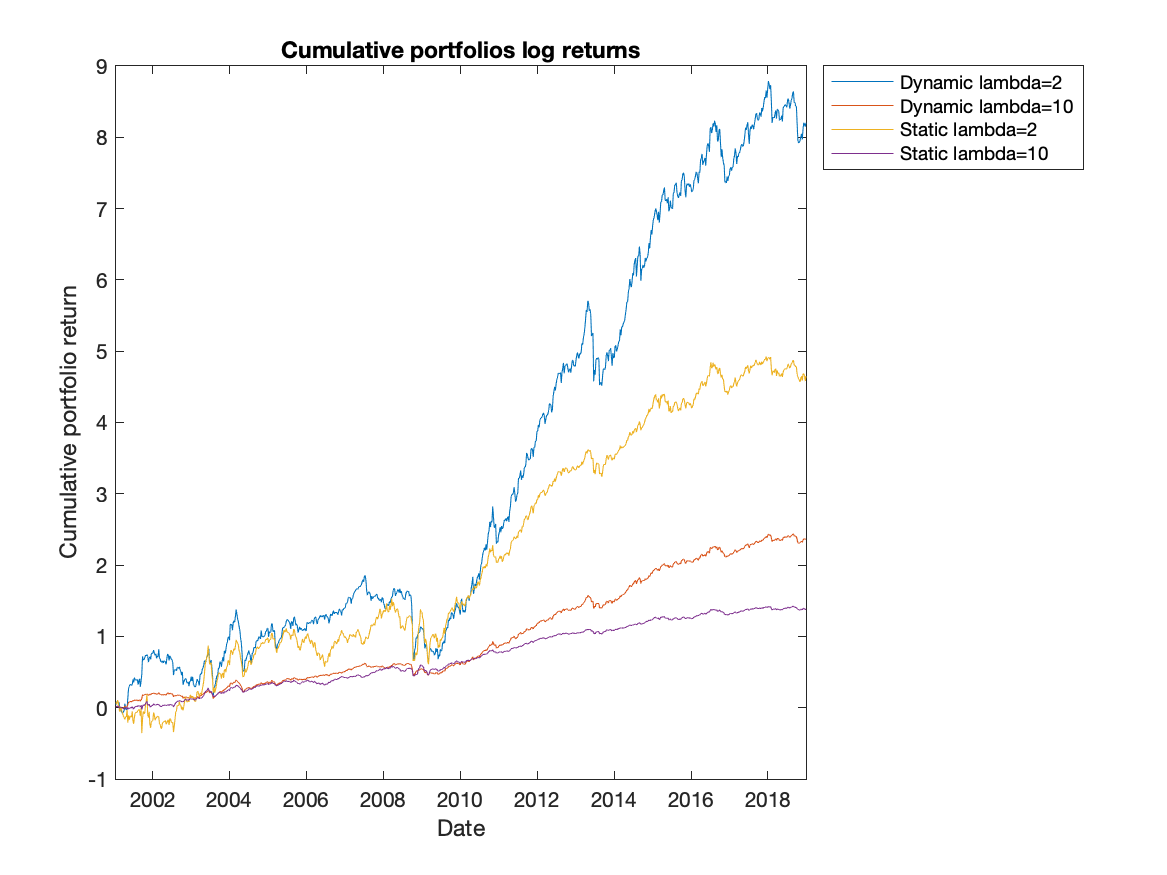 Cumulative portfolios log returns
Cumulative portfolio return
9
8
7
6
5
4
3
2
1
0
-1
2002 2004 2006 2008 2010 2012 2014 2016 2018
Date
Dynamic lambda=2
Dynamic lambda=10
Static lambda=2
Static lambda=10